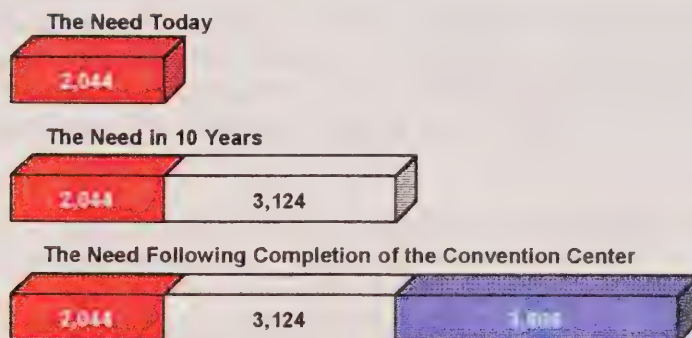 The Need Today
2,044
The Need in 10 Years
2,044 3,124
The Need Following Completion of the Convention Center
2,044 3,124